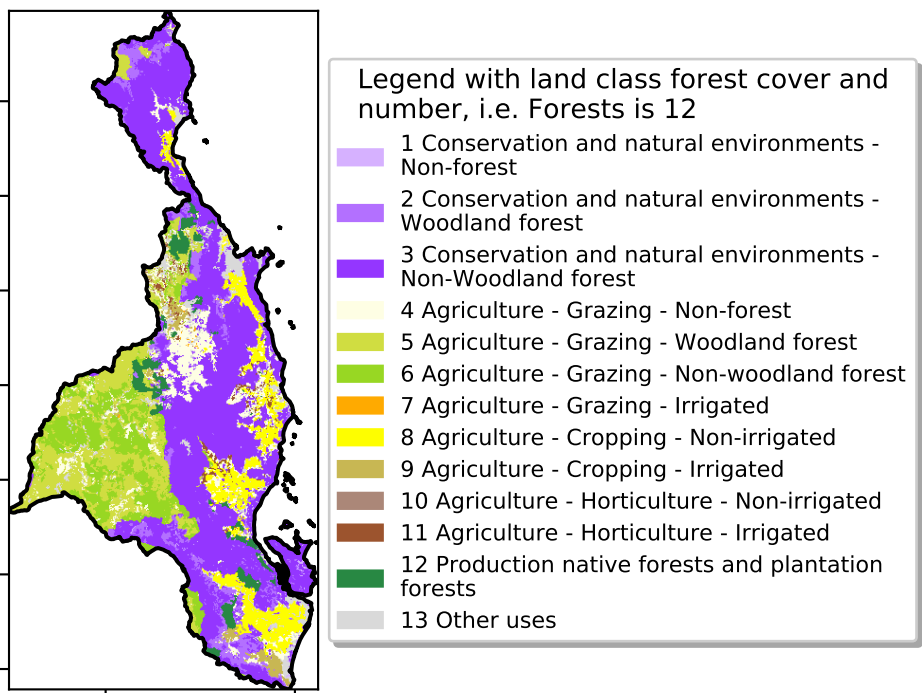 Legend with land class forest cover and
number, i.e. Forests is 12
1 Conservation and natural environments -
Non-forest
2 Conservation and natural environments -
Woodland forest
3 Conservation and natural environments -
Non-Woodland forest
4 Agriculture - Grazing - Non-forest
5 Agriculture - Grazing - Woodland forest
6 Agriculture - Grazing - Non-woodland forest
7 Agriculture - Grazing - Irrigated
8 Agriculture - Cropping - Non-irrigated
9 Agriculture - Cropping - Irrigated
10 Agriculture - Horticulture - Non-irrigated
11 Agriculture - Horticulture - Irrigated
12 Production native forests and plantation
forests
13 Other uses